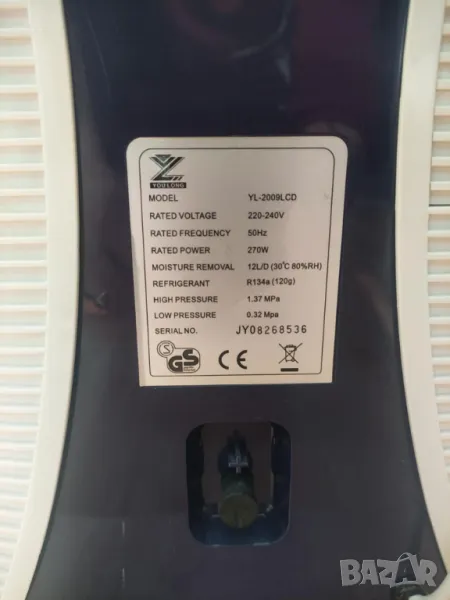 YOULONG
MODEL YL-2009LCD
RATED VOLTAGE 220-240V
RATED FREQUENCY 50Hz
RATED POWER 270W
MOISTURE REMOVAL 12L/D (30℃ 80%RH)
REFRIGERANT R134a (120g)
HIGH PRESSURE 1.37 MPa
LOW PRESSURE 0.32 Mpa
SERIAL NO. JY08268536
S GS CE
BAZAR